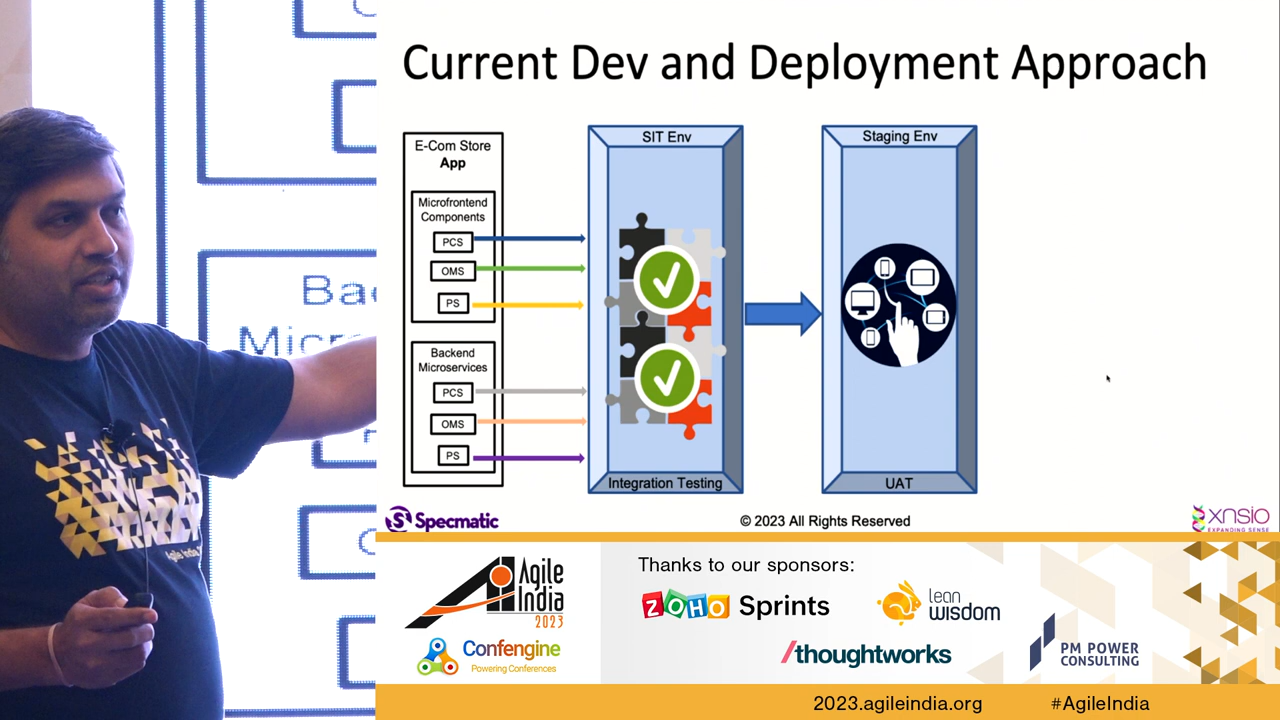 Current Dev and Deployment Approach
E-Com Store
App
Microfrontend
Components
PCS
OMS
PS
Backend
Microservices
PCS
OMS
PS
SIT Env
Integration Testing
Staging Env
UAT
Specmatic
© 2023 All Rights Reserved
xnsio
EXPANDING SENSE
Agile
India
2023
Confengine
Powering Conferences
Thanks to our sponsors:
ZOHO Sprints
lean
wisdom
/thoughtworks
PM POWER
CONSULTING
2023.agileindia.org
#AgileIndia
Agile India